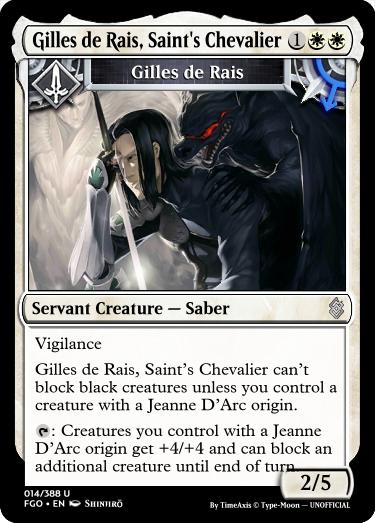 Gilles de Rais, Saint's Chevalier 1
Gilles de Rais
Servant Creature — Saber
Vigilance
Gilles de Rais, Saint's Chevalier can't
block black creatures unless you control
a creature with a Jeanne D'Arc origin.
: Creatures you control with a Jeanne
D'Arc origin get +4/+4 and can block an
additional creature until end of turn.
2/5
014/388 U
FGO • EN SHINJIRŌ
By TimeAxis © Type-Moon — UNOFFICIAL